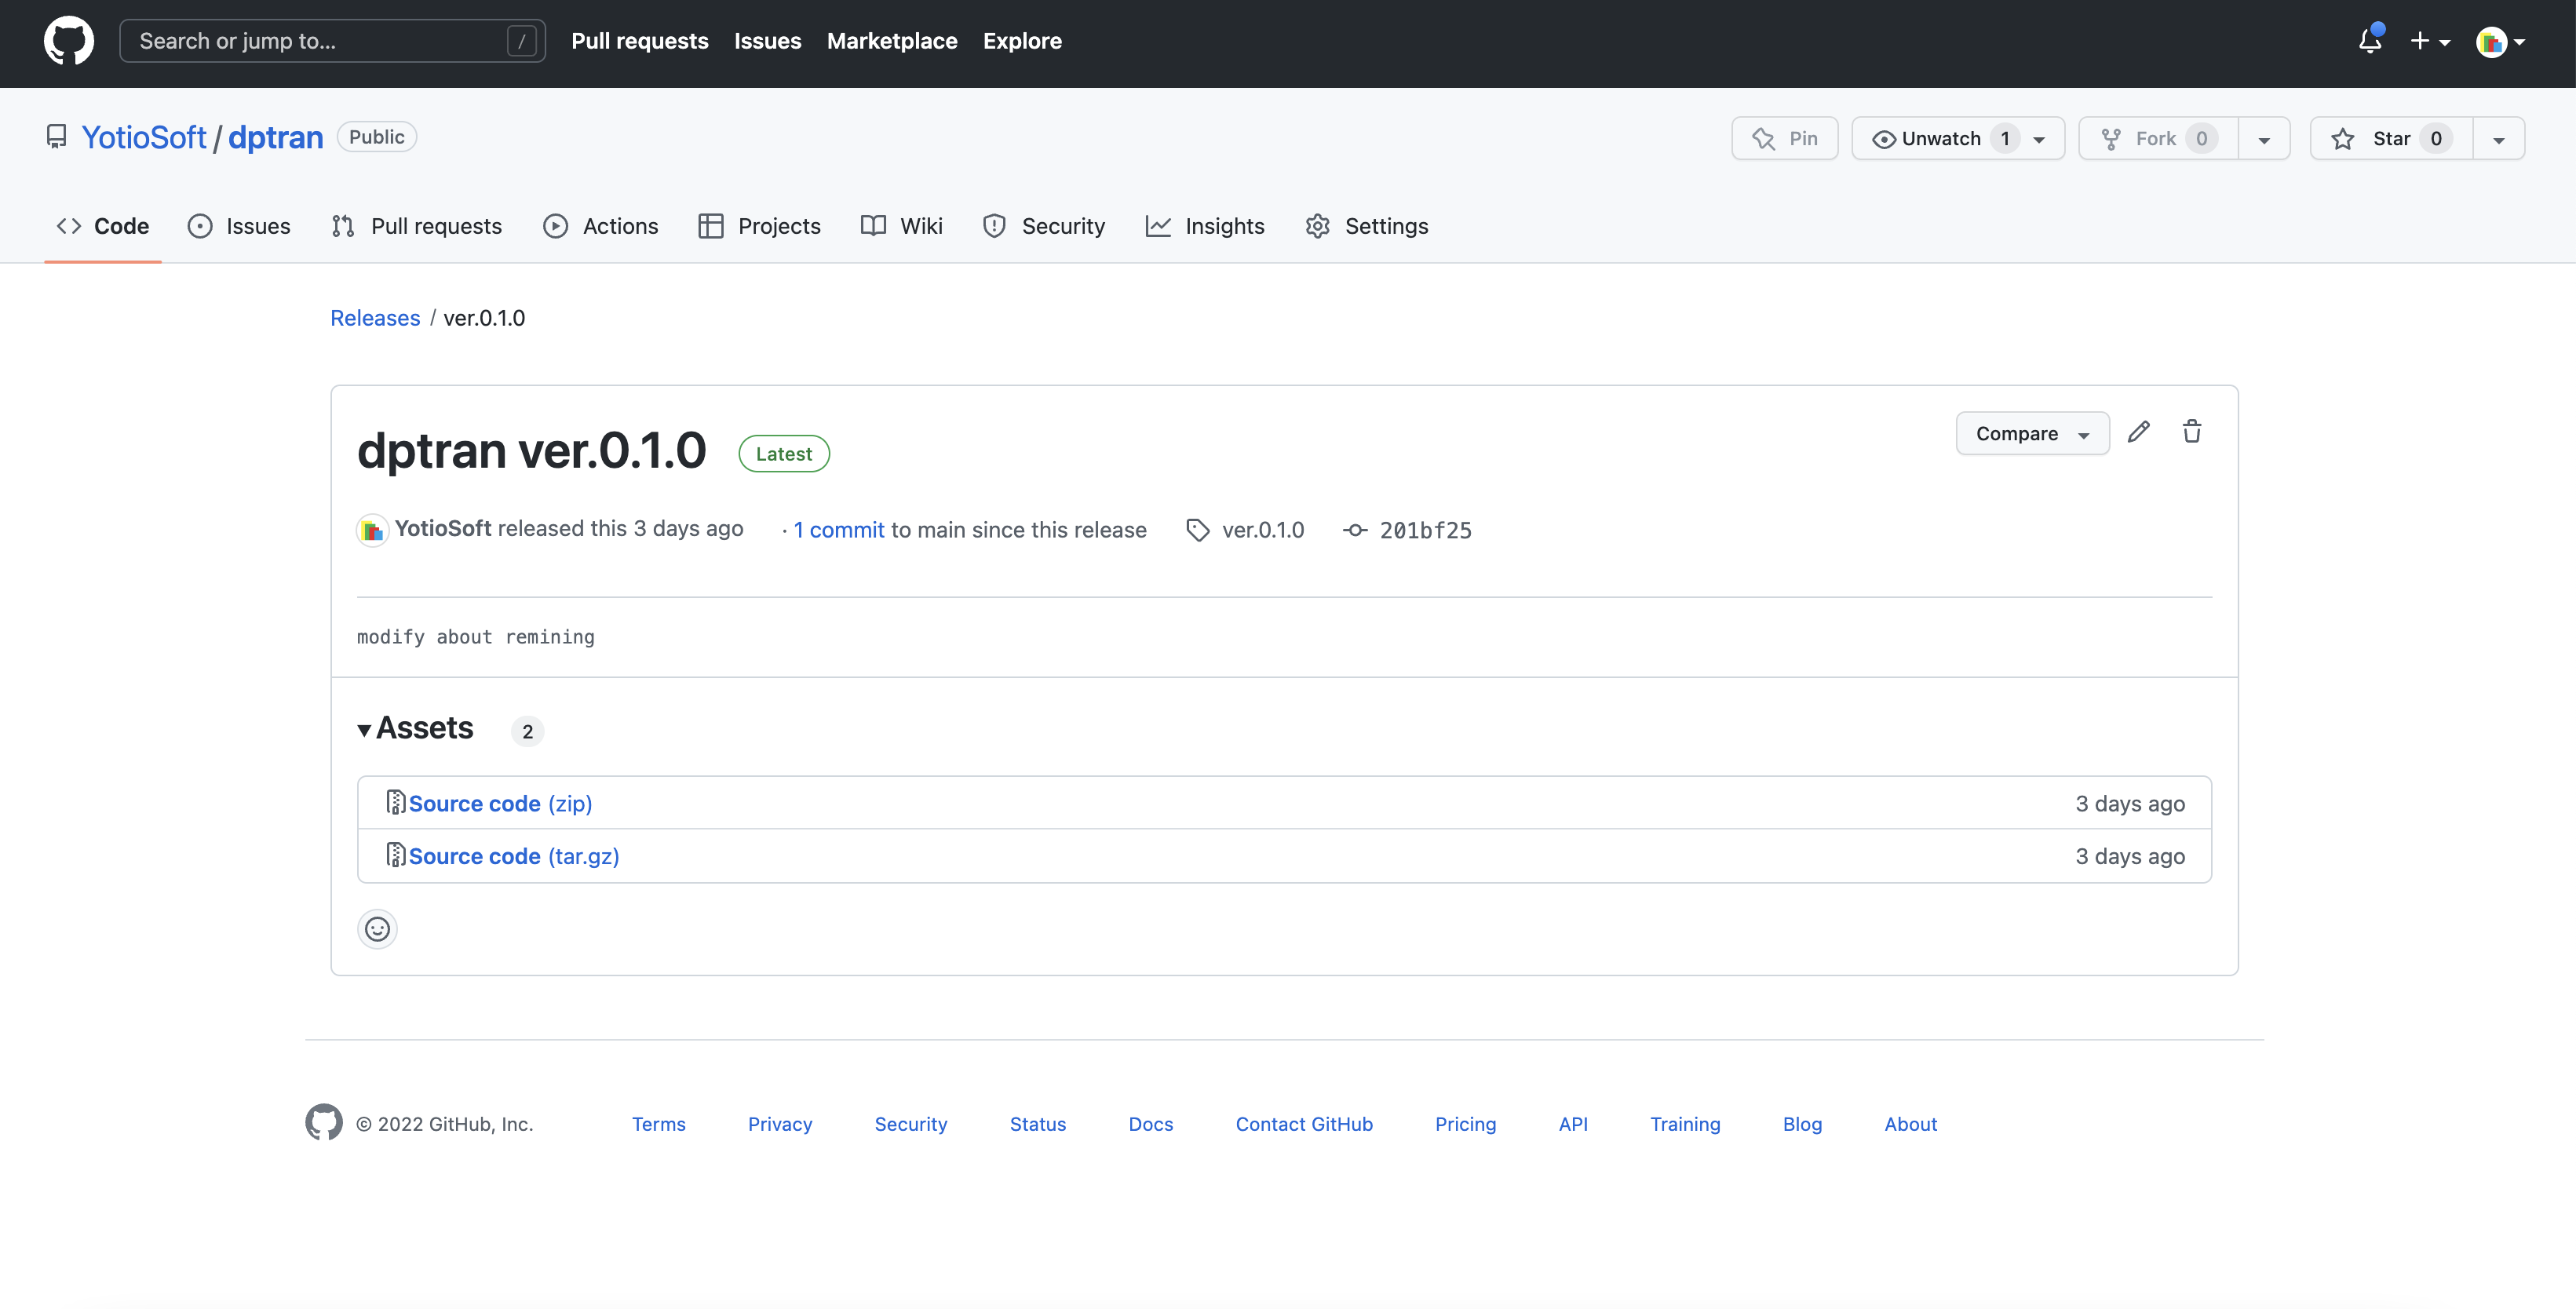 Search or jump to... / Pull requests Issues Marketplace Explore
YotioSoft / dptran Public Pin Unwatch 1 Fork 0 Star 0
Code Issues Pull requests Actions Projects Wiki Security Insights Settings
Releases / ver.0.1.0
dptran ver.0.1.0 Latest Compare
YotioSoft released this 3 days ago · 1 commit to main since this release ver.0.1.0 201bf25
modify about remining
Assets 2
Source code (zip) 3 days ago
Source code (tar.gz) 3 days ago
© 2022 GitHub, Inc. Terms Privacy Security Status Docs Contact GitHub Pricing API Training Blog About